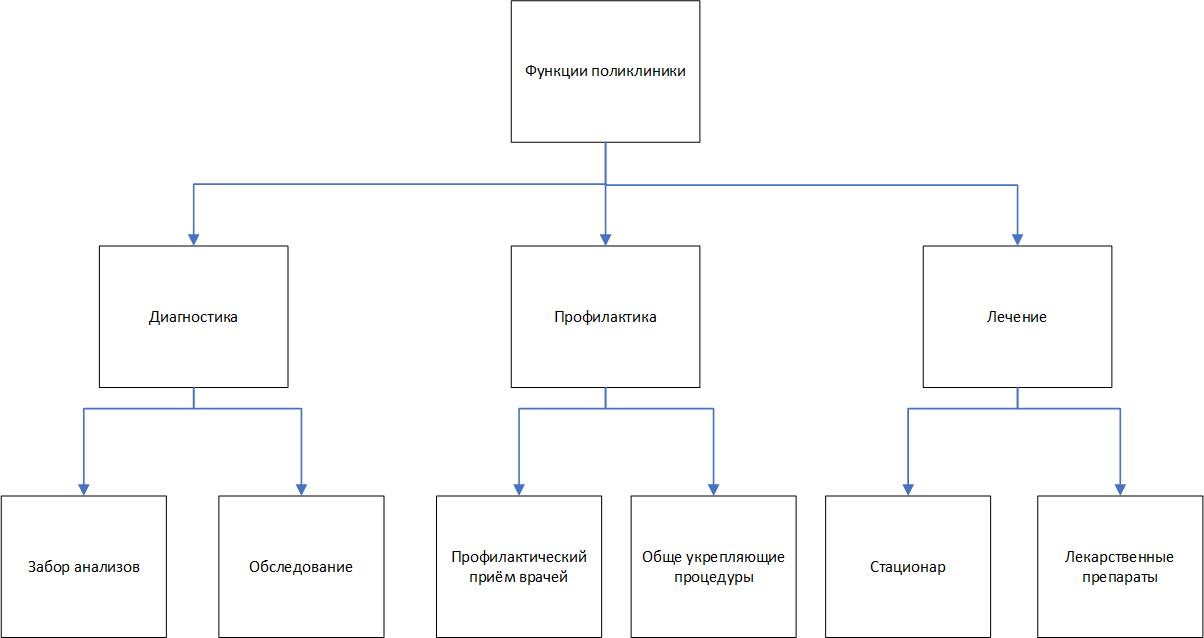 Функции поликлиники
Диагностика
Профилактика
Лечение
Забор анализов
Обследование
Профилактический
приём врачей
Обще укрепляющие
процедуры
Стационар
Лекарственные
препараты